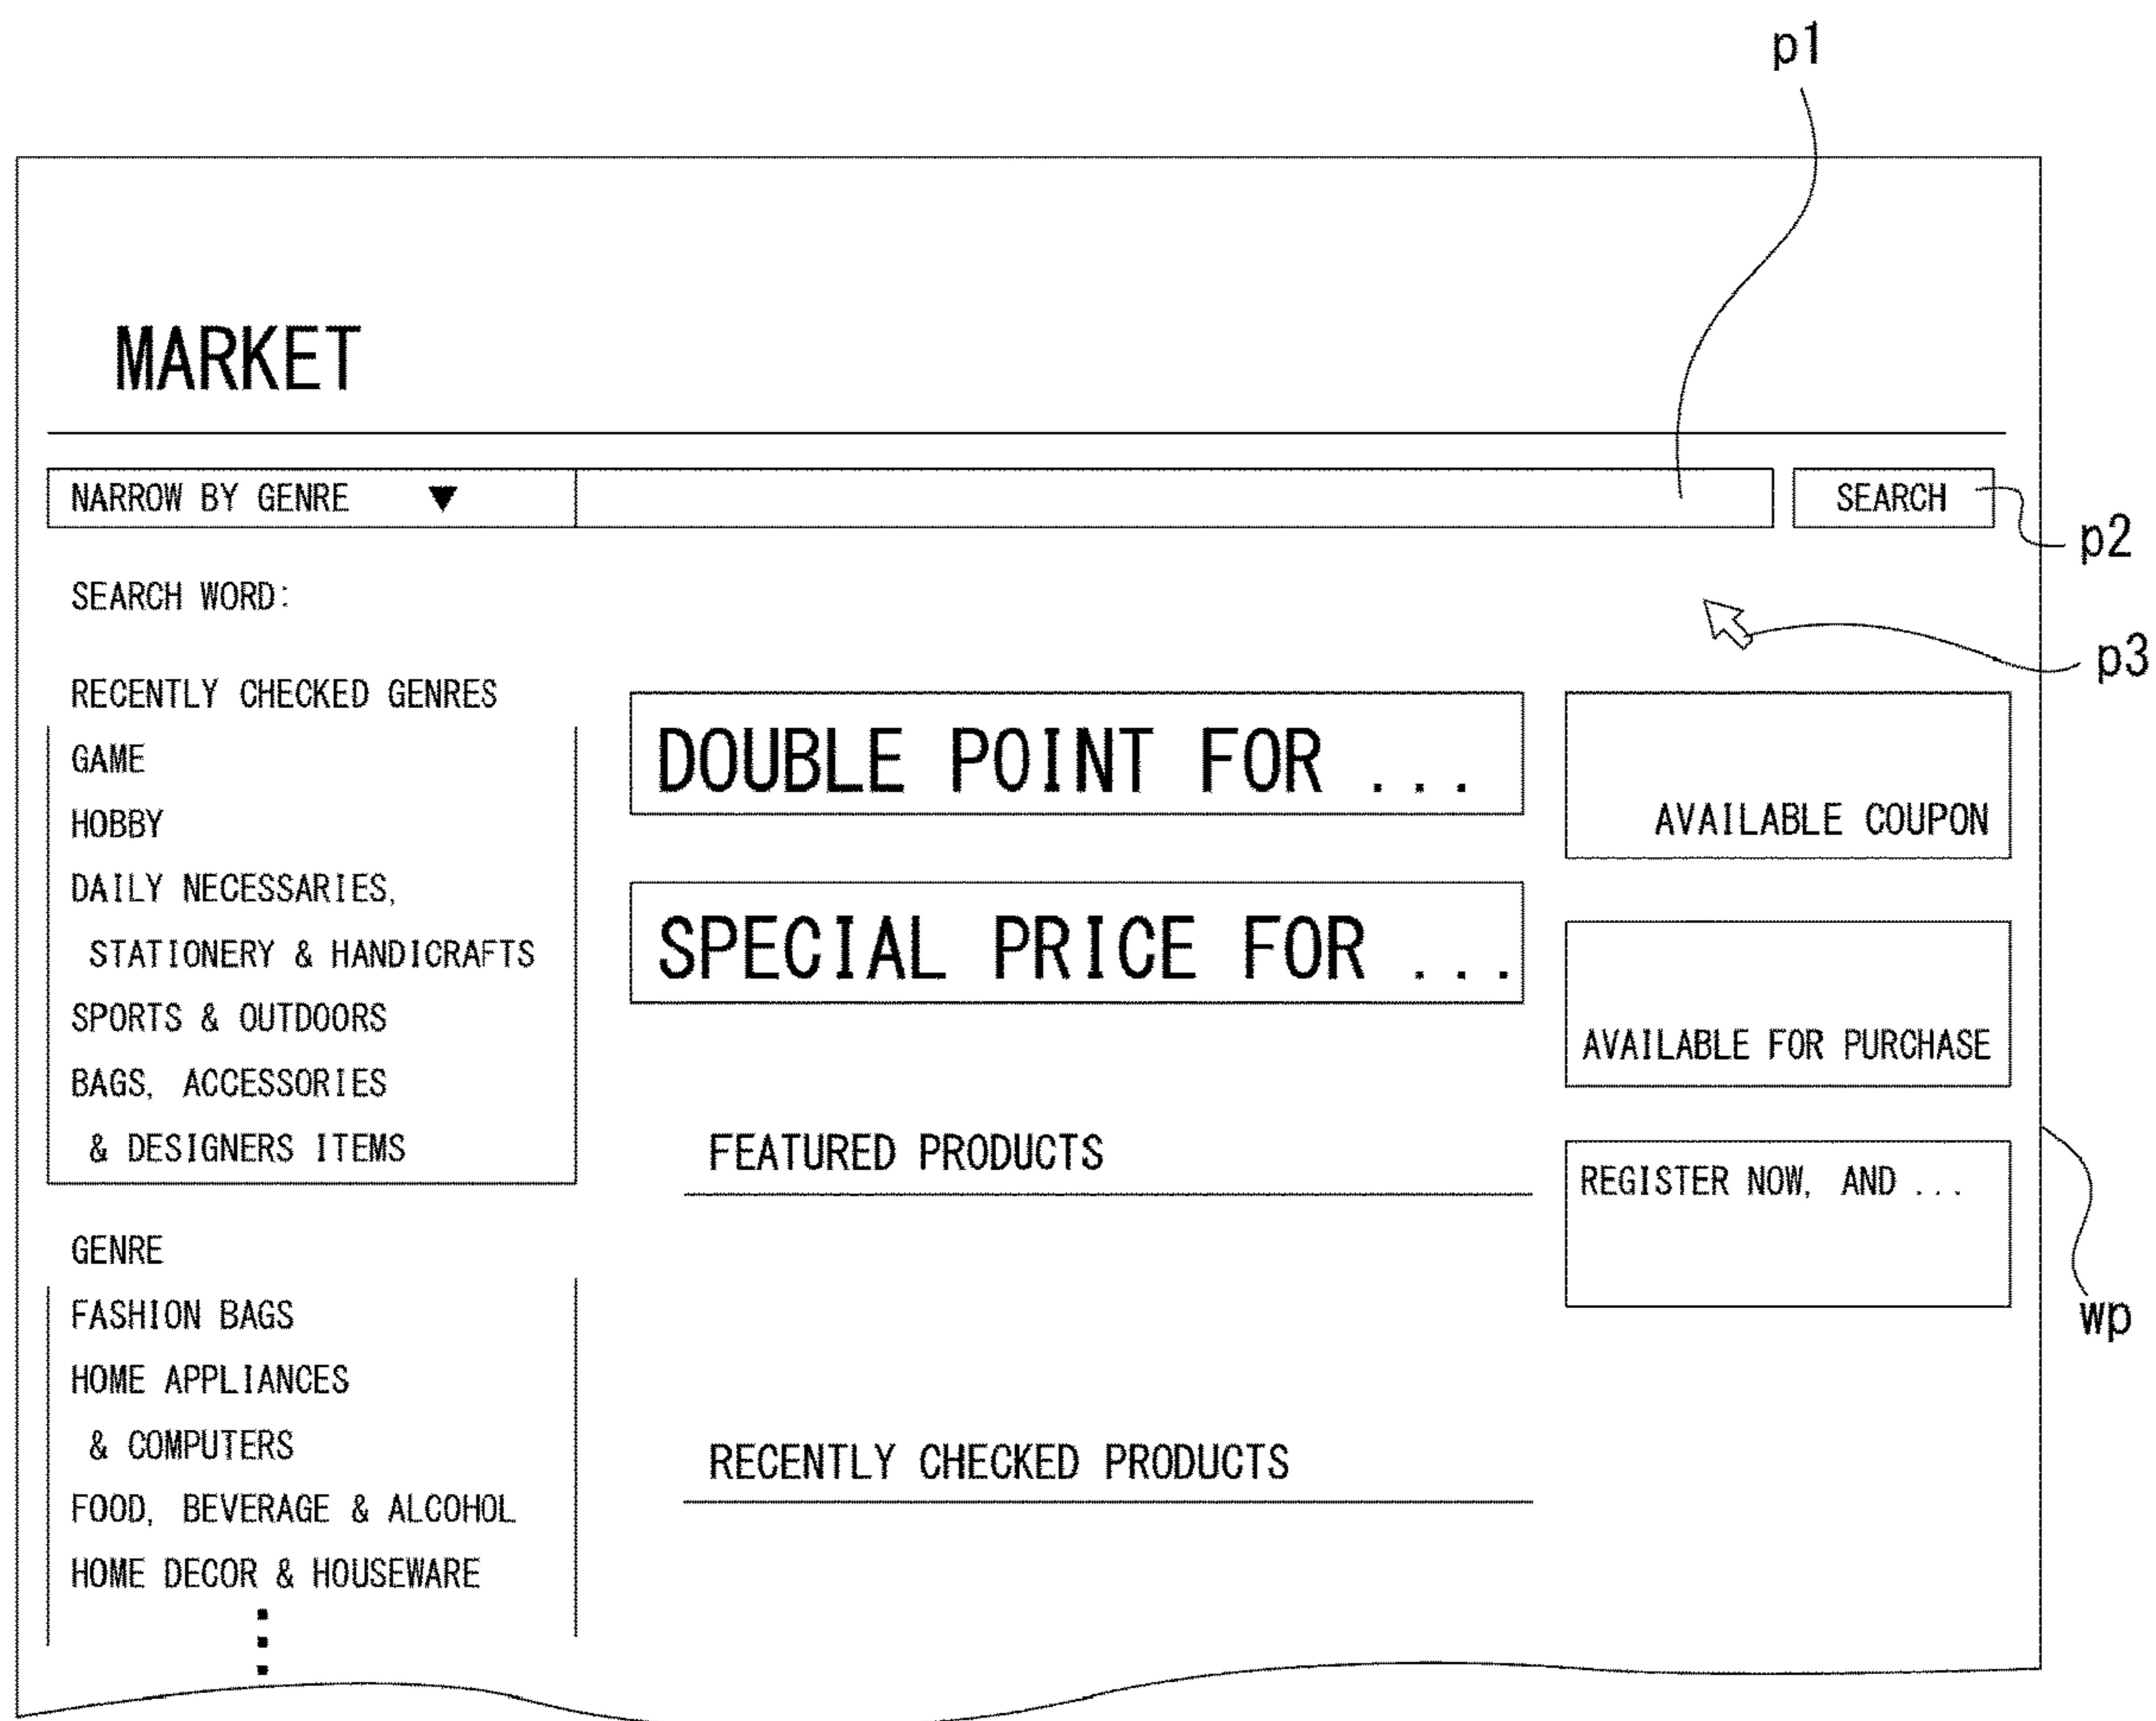 p1
MARKET
NARROW BY GENRE ▼
SEARCH
p2
SEARCH WORD:
p3
RECENTLY CHECKED GENRES
GAME
HOBBY
DAILY NECESSARIES,
STATIONERY & HANDICRAFTS
SPORTS & OUTDOORS
BAGS, ACCESSORIES
& DESIGNERS ITEMS
GENRE
FASHION BAGS
HOME APPLIANCES
& COMPUTERS
FOOD, BEVERAGE & ALCOHOL
HOME DECOR & HOUSEWARE
DOUBLE POINT FOR ...
SPECIAL PRICE FOR ...
FEATURED PRODUCTS
RECENTLY CHECKED PRODUCTS
AVAILABLE COUPON
AVAILABLE FOR PURCHASE
REGISTER NOW, AND ...
wp